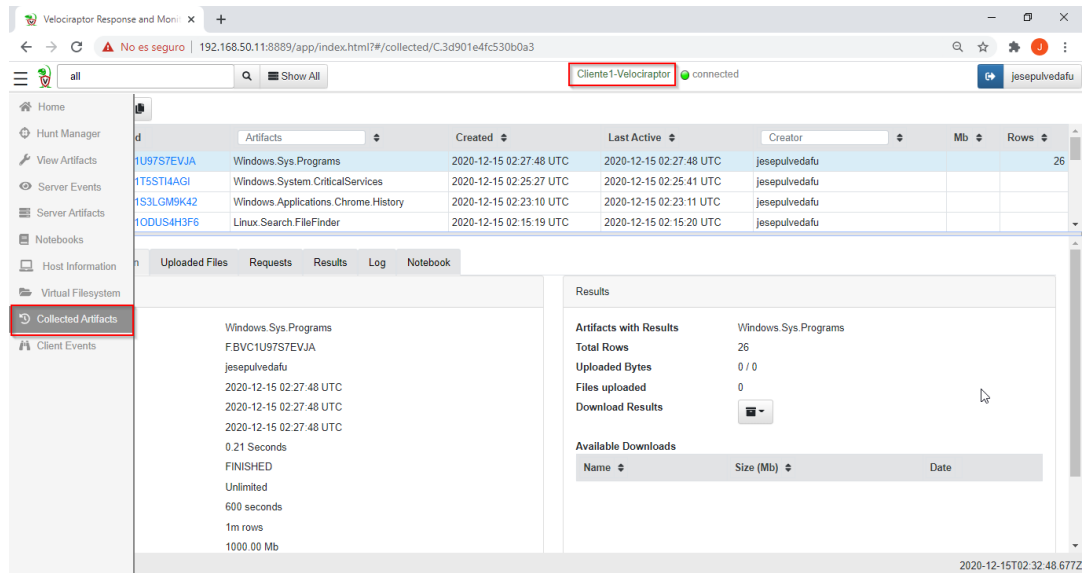 Velociraptor Response and Moni
No es seguro 192.168.50.11:8889/app/index.html?#/collected/C.3d901e4fc530b0a3
J
all Show All Cliente1-Velociraptor connected jesepulvedafu
Home
Hunt Manager
View Artifacts
Server Events
Server Artifacts
Notebooks
Host Information
Virtual Filesystem
Collected Artifacts
Client Events
d Artifacts Created Last Active Creator Mb Rows
1U97S7EVJA Windows.Sys.Programs 2020-12-15 02:27:48 UTC 2020-12-15 02:27:48 UTC jesepulvedafu 26
1T5STI4AGI Windows.System.CriticalServices 2020-12-15 02:25:27 UTC 2020-12-15 02:25:41 UTC jesepulvedafu
1S3LGM9K42 Windows.Applications.Chrome.History 2020-12-15 02:23:10 UTC 2020-12-15 02:23:11 UTC jesepulvedafu
1ODUS4H3F6 Linux.Search.FileFinder 2020-12-15 02:15:19 UTC 2020-12-15 02:15:20 UTC jesepulvedafu
n Uploaded Files Requests Results Log Notebook
Windows.Sys.Programs
F.BVC1U97S7EVJA
jesepulvedafu
2020-12-15 02:27:48 UTC
2020-12-15 02:27:48 UTC
2020-12-15 02:27:48 UTC
0.21 Seconds
FINISHED
Unlimited
600 seconds
1m rows
1000.00 Mb
Results
Artifacts with Results Windows.Sys.Programs
Total Rows 26
Uploaded Bytes 0 / 0
Files uploaded 0
Download Results
Available Downloads
Name Size (Mb) Date
2020-12-15T02:32:48.677Z